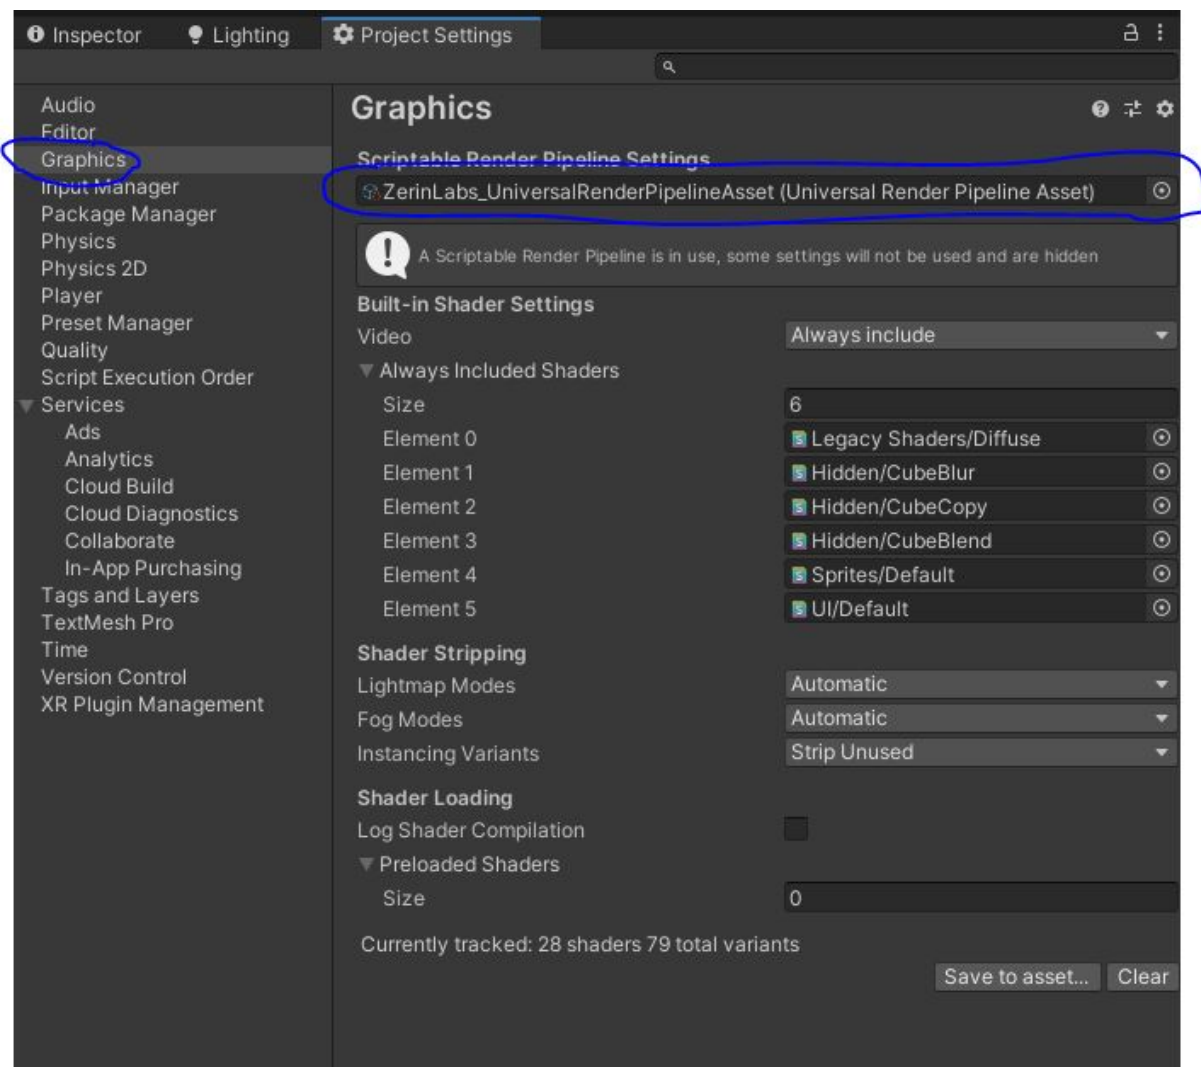 Inspector Lighting Project Settings
Audio
Editor
Graphics
Input Manager
Package Manager
Physics
Physics 2D
Player
Preset Manager
Quality
Script Execution Order
Services
Ads
Analytics
Cloud Build
Cloud Diagnostics
Collaborate
In-App Purchasing
Tags and Layers
TextMesh Pro
Time
Version Control
XR Plugin Management
Graphics
Scriptable Render Pipeline Settings
ZerinLabs_UniversalRenderPipelineAsset (Universal Render Pipeline Asset)
A Scriptable Render Pipeline is in use, some settings will not be used and are hidden
Built-in Shader Settings
Video Always include
Always Included Shaders
Size 6
Element 0 Legacy Shaders/Diffuse
Element 1 Hidden/CubeBlur
Element 2 Hidden/CubeCopy
Element 3 Hidden/CubeBlend
Element 4 Sprites/Default
Element 5 UI/Default
Shader Stripping
Lightmap Modes Automatic
Fog Modes Automatic
Instancing Variants Strip Unused
Shader Loading
Log Shader Compilation
Preloaded Shaders
Size 0
Currently tracked: 28 shaders 79 total variants
Save to asset... Clear